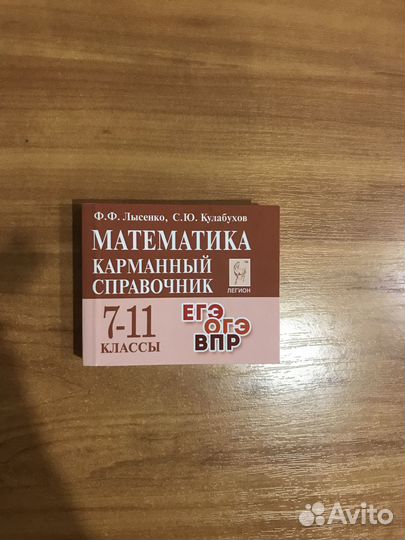 Ф.Ф. Лысенко, С.Ю. Кулабухов
МАТЕМАТИКА
КАРМАННЫЙ
СПРАВОЧНИК
ЛЕГИОН
7-11
КЛАССЫ
ЕГЭ
ОГЭ
ВПР
Avito